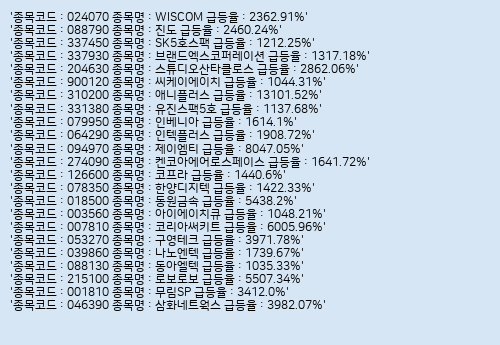 '종목코드 : 024070 종목명 : WISCOM 급등율 : 2362.91%'
'종목코드 : 088790 종목명 : 진도 급등율 : 2460.24%'
'종목코드 : 337450 종목명 : SK5호스팩 급등율 : 1212.25%'
'종목코드 : 337930 종목명 : 브랜드엑스코퍼레이션 급등율 : 1317.18%'
'종목코드 : 204630 종목명 : 스튜디오산타클로스 급등율 : 2862.06%'
'종목코드 : 900120 종목명 : 씨케이에이치 급등율 : 1044.31%'
'종목코드 : 310200 종목명 : 애니플러스 급등율 : 13101.52%'
'종목코드 : 331380 종목명 : 유진스팩5호 급등율 : 1137.68%'
'종목코드 : 079950 종목명 : 인베니아 급등율 : 1614.1%'
'종목코드 : 064290 종목명 : 인텍플러스 급등율 : 1908.72%'
'종목코드 : 094970 종목명 : 제이엠티 급등율 : 8047.05%'
'종목코드 : 274090 종목명 : 켄코아에어로스페이스 급등율 : 1641.72%'
'종목코드 : 126600 종목명 : 코프라 급등율 : 1440.6%'
'종목코드 : 078350 종목명 : 한양디지텍 급등율 : 1422.33%'
'종목코드 : 018500 종목명 : 동원금속 급등율 : 5438.2%'
'종목코드 : 003560 종목명 : 아이에이치큐 급등율 : 1048.21%'
'종목코드 : 007810 종목명 : 코리아써키트 급등율 : 6005.96%'
'종목코드 : 053270 종목명 : 구영테크 급등율 : 3971.78%'
'종목코드 : 039860 종목명 : 나노엔텍 급등율 : 1739.67%'
'종목코드 : 088130 종목명 : 동아엘텍 급등율 : 1035.33%'
'종목코드 : 215100 종목명 : 로보로보 급등율 : 5507.34%'
'종목코드 : 001810 종목명 : 무림SP 급등율 : 3412.0%'
'종목코드 : 046390 종목명 : 삼화네트웍스 급등율 : 3982.07%'